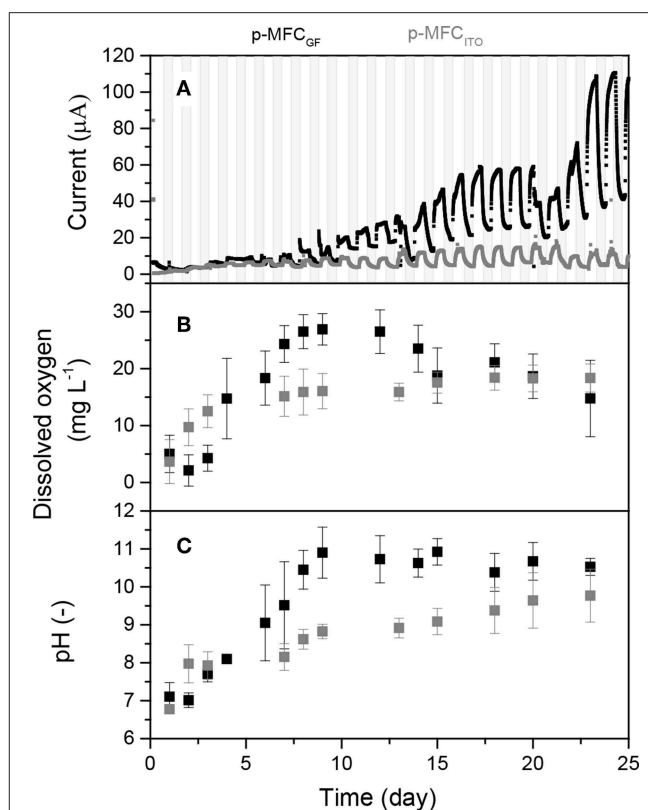 p-MFC_GF p-MFC_ITO
A
Current (μA)
120
100
80
60
40
20
0
B
Dissolved oxygen
(mg L⁻¹)
30
20
10
0
C
pH (-)
12
11
10
9
8
7
6
0 5 10 15 20 25
Time (day)